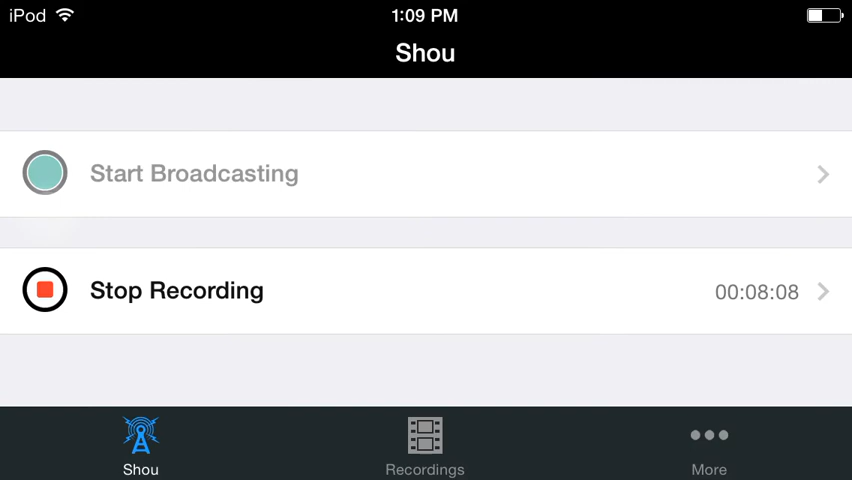 iPod 1:09 PM
Shou
Start Broadcasting
Stop Recording 00:08:08
Shou Recordings More